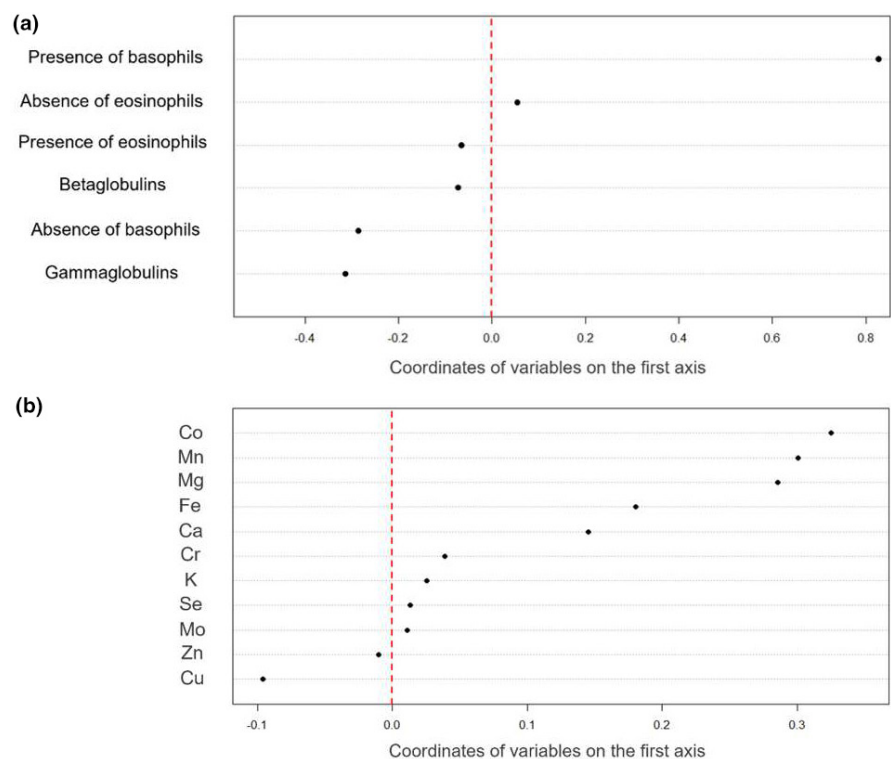 (a)
Presence of basophils
Absence of eosinophils
Presence of eosinophils
Betaglobulins
Absence of basophils
Gammaglobulins
-0.4 -0.2 0.0 0.2 0.4 0.6 0.8
Coordinates of variables on the first axis
(b)
Co
Mn
Mg
Fe
Ca
Cr
K
Se
Mo
Zn
Cu
-0.1 0.0 0.1 0.2 0.3
Coordinates of variables on the first axis